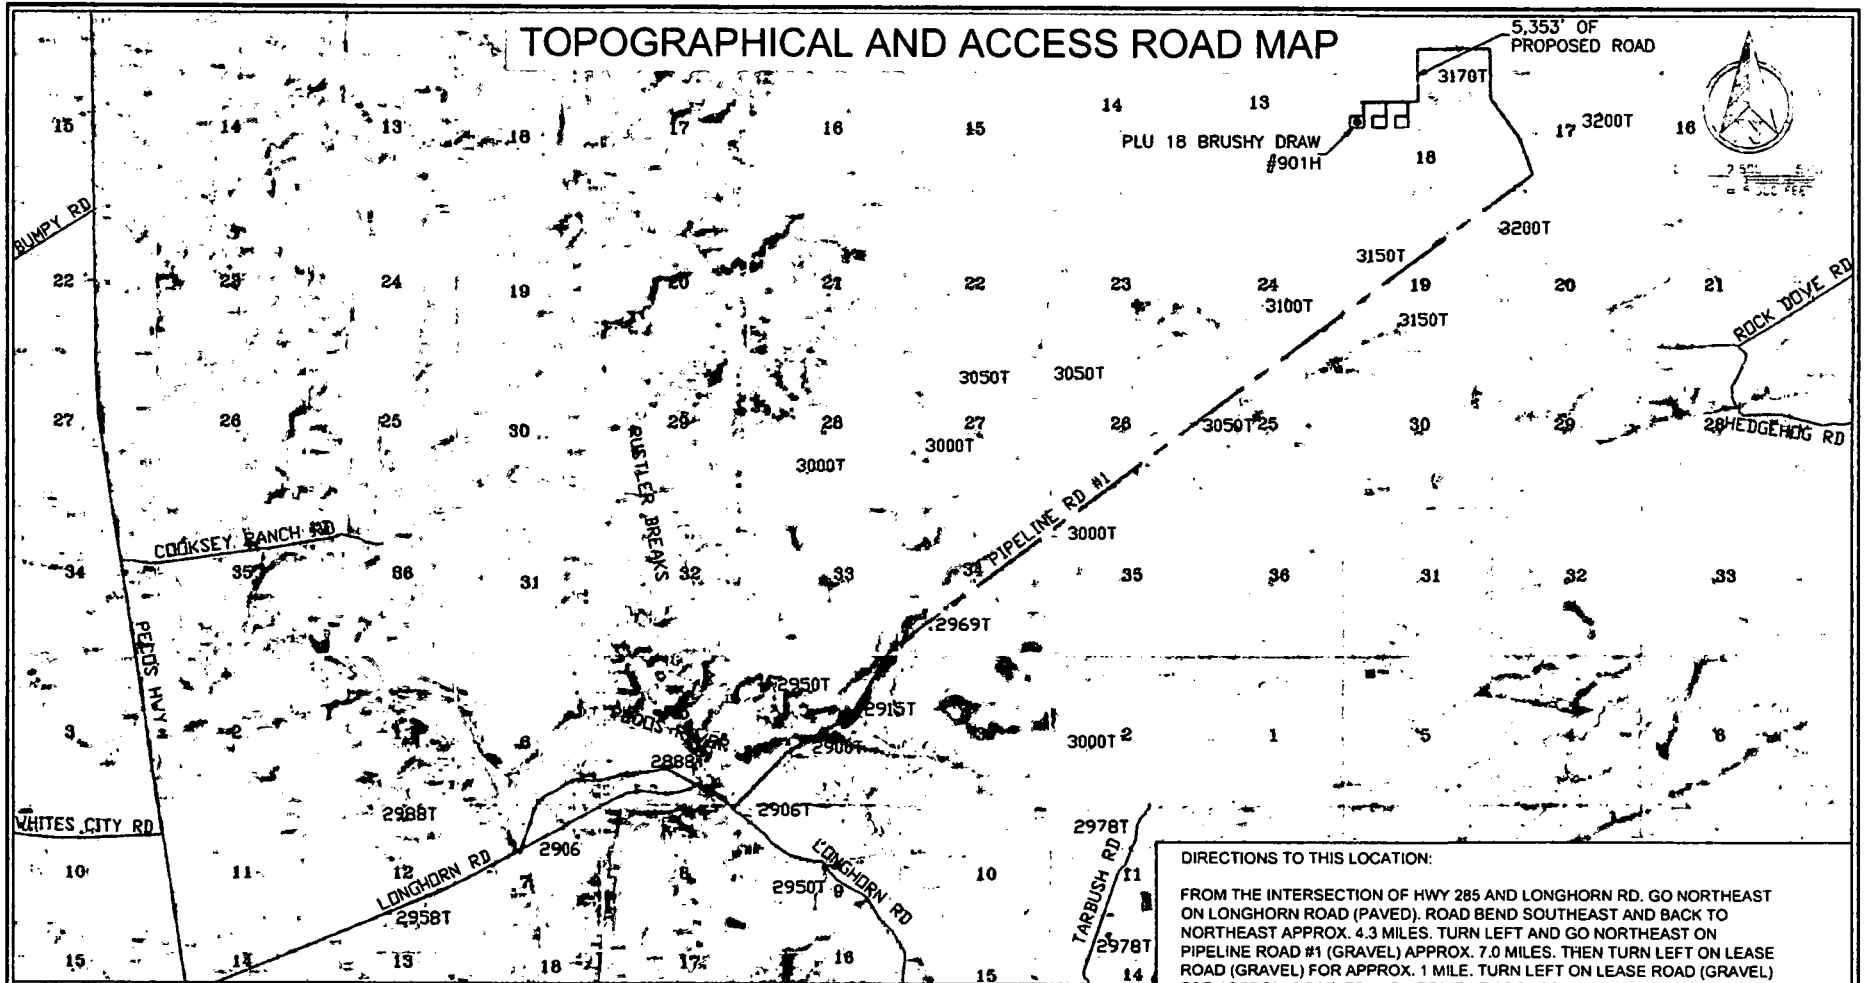 TOPOGRAPHICAL AND ACCESS ROAD MAP
5,353' OF
PROPOSED ROAD
3170T
14 13
15 14 13 18 17 16 15
17 3200T 16
PLU 18 BRUSHY DRAW
#901H
18
BUMPY RD
3200T
3150T
22 23 24 19 20 21 22 23 24 19 20 21
3100T
3150T
ROCK DOVE RD
3050T 3050T
27 26 25 30 29 28 27 26 3050T 25 30 29 28
HEDGEHOG RD
3000T
3000T
RUSTLER BREAKS
PIPELINE RD #1
3000T
COOKSEY RANCH RD
34 35 36 31 32 33 34 35 36 31 32 33
2969T
PECOS HWY
2950T
2915T
PECOS RIVER
3 2 6 2900T 3000T 2 1 5 4
2888
2988T
2906T
WHITES CITY RD
2978T
2906
LONGHORN RD
LONGHORN RD
TARBUSH RD
10 11 12 7 8 2950T 9 10 11
2958T
2978T
15 14 13 18 17 16 15 14
DIRECTIONS TO THIS LOCATION:
FROM THE INTERSECTION OF HWY 285 AND LONGHORN RD. GO NORTHEAST
ON LONGHORN ROAD (PAVED). ROAD BEND SOUTHEAST AND BACK TO
NORTHEAST APPROX. 4.3 MILES. TURN LEFT AND GO NORTHEAST ON
PIPELINE ROAD #1 (GRAVEL) APPROX. 7.0 MILES. THEN TURN LEFT ON LEASE
ROAD (GRAVEL) FOR APPROX. 1 MILE. TURN LEFT ON LEASE ROAD (GRAVEL)